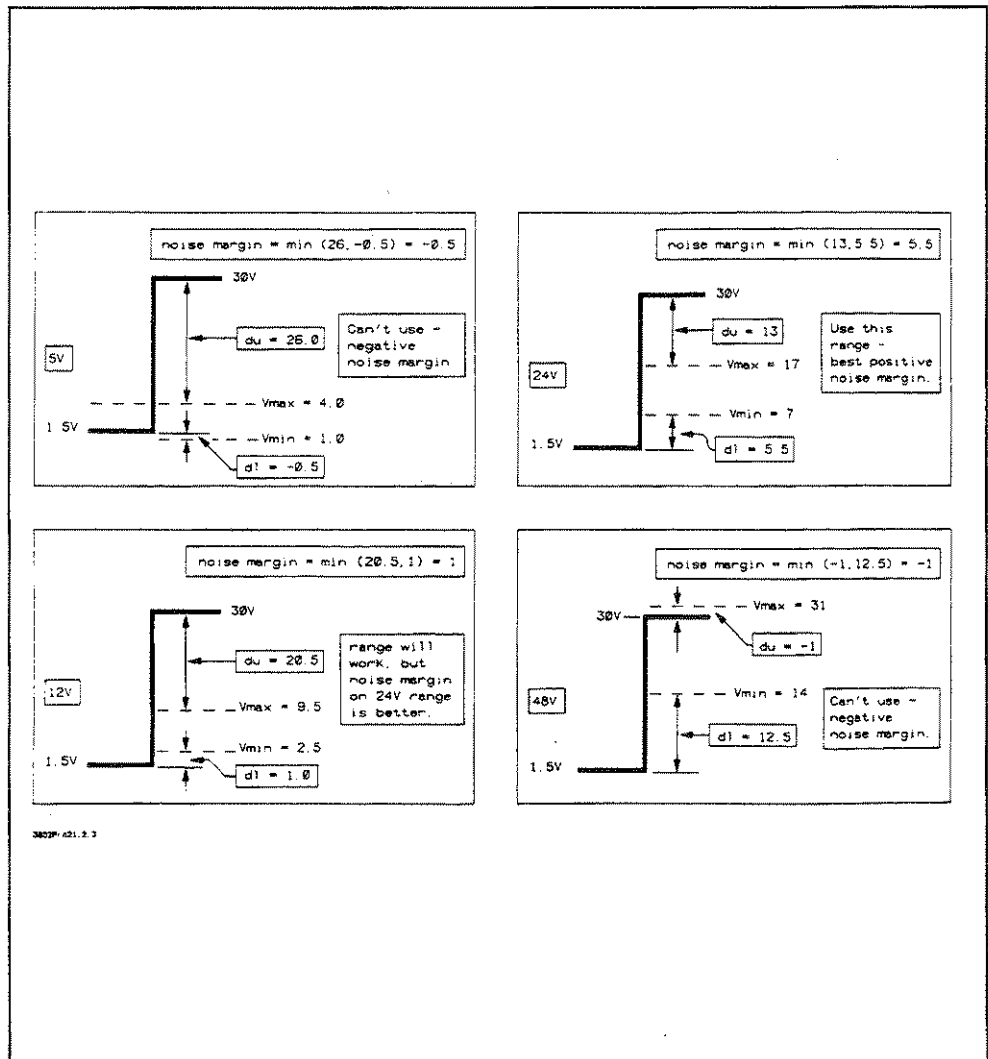 noise margin = min (26,-0.5) = -0.5
30V
du = 26.0
Can't use -
negative
noise margin
5V
Vmax = 4.0
1 5V
Vmin = 1.0
dl = -0.5
noise margin = min (13,5 5) = 5.5
30V
du = 13
Use this
range -
best positive
noise margin.
Vmax = 17
24V
Vmin = 7
1.5V
dl = 5 5
noise margin = min (20.5,1) = 1
30V
du = 20.5
range will
work, but
noise margin
on 24V range
is better.
12V
Vmax = 9.5
Vmin = 2.5
1.5V
dl = 1.0
noise margin = min (-1,12.5) = -1
Vmax = 31
30V
du = -1
48V
Vmin = 14
Can't use -
negative
noise margin.
dl = 12.5
1.5V